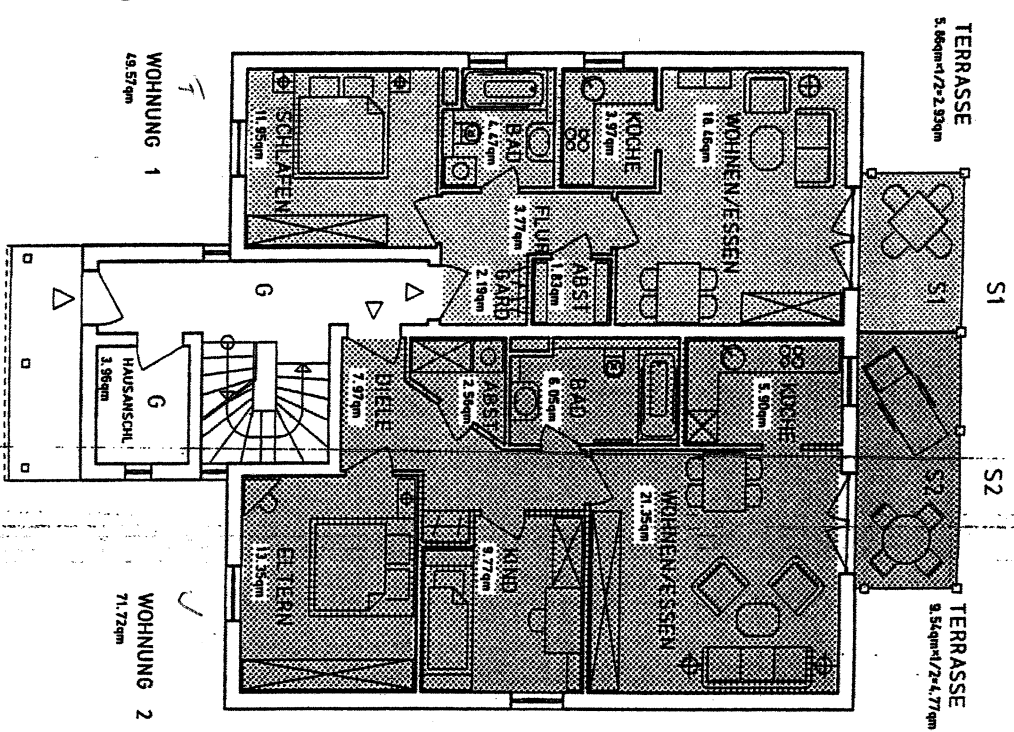 TERRASSE
5.86qm×1/2=2.93qm
WOHNUNG 1
49.57qm
SCHLAFEN
11.95qm
BAD
4.47qm
KÜCHE
3.97qm
WOHNEN/ESSEN
18.46qm
FLUR
3.77qm
GARD
2.19qm
ABST
1.83qm
S1
S1
G
G
HAUSANSCHL
3.96qm
DIELE
7.97qm
ABST
2.56qm
BAD
6.05qm
KÜCHE
5.90qm
S2
S2
WOHNEN/ESSEN
21.35qm
KIND
9.77qm
ELTERN
13.35qm
WOHNUNG 2
71.72qm
TERRASSE
9.54qm×1/2=4.77qm